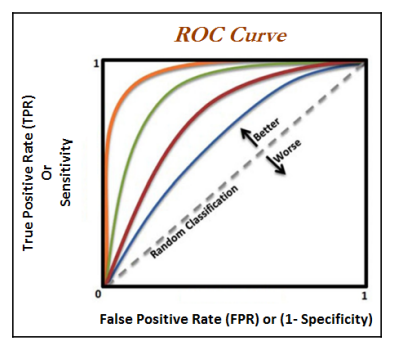 ROC Curve
1
True Positive Rate (TPR)
Or
Sensitivity
Better
Worse
Random Classification
0
1
False Positive Rate (FPR) or (1- Specificity)